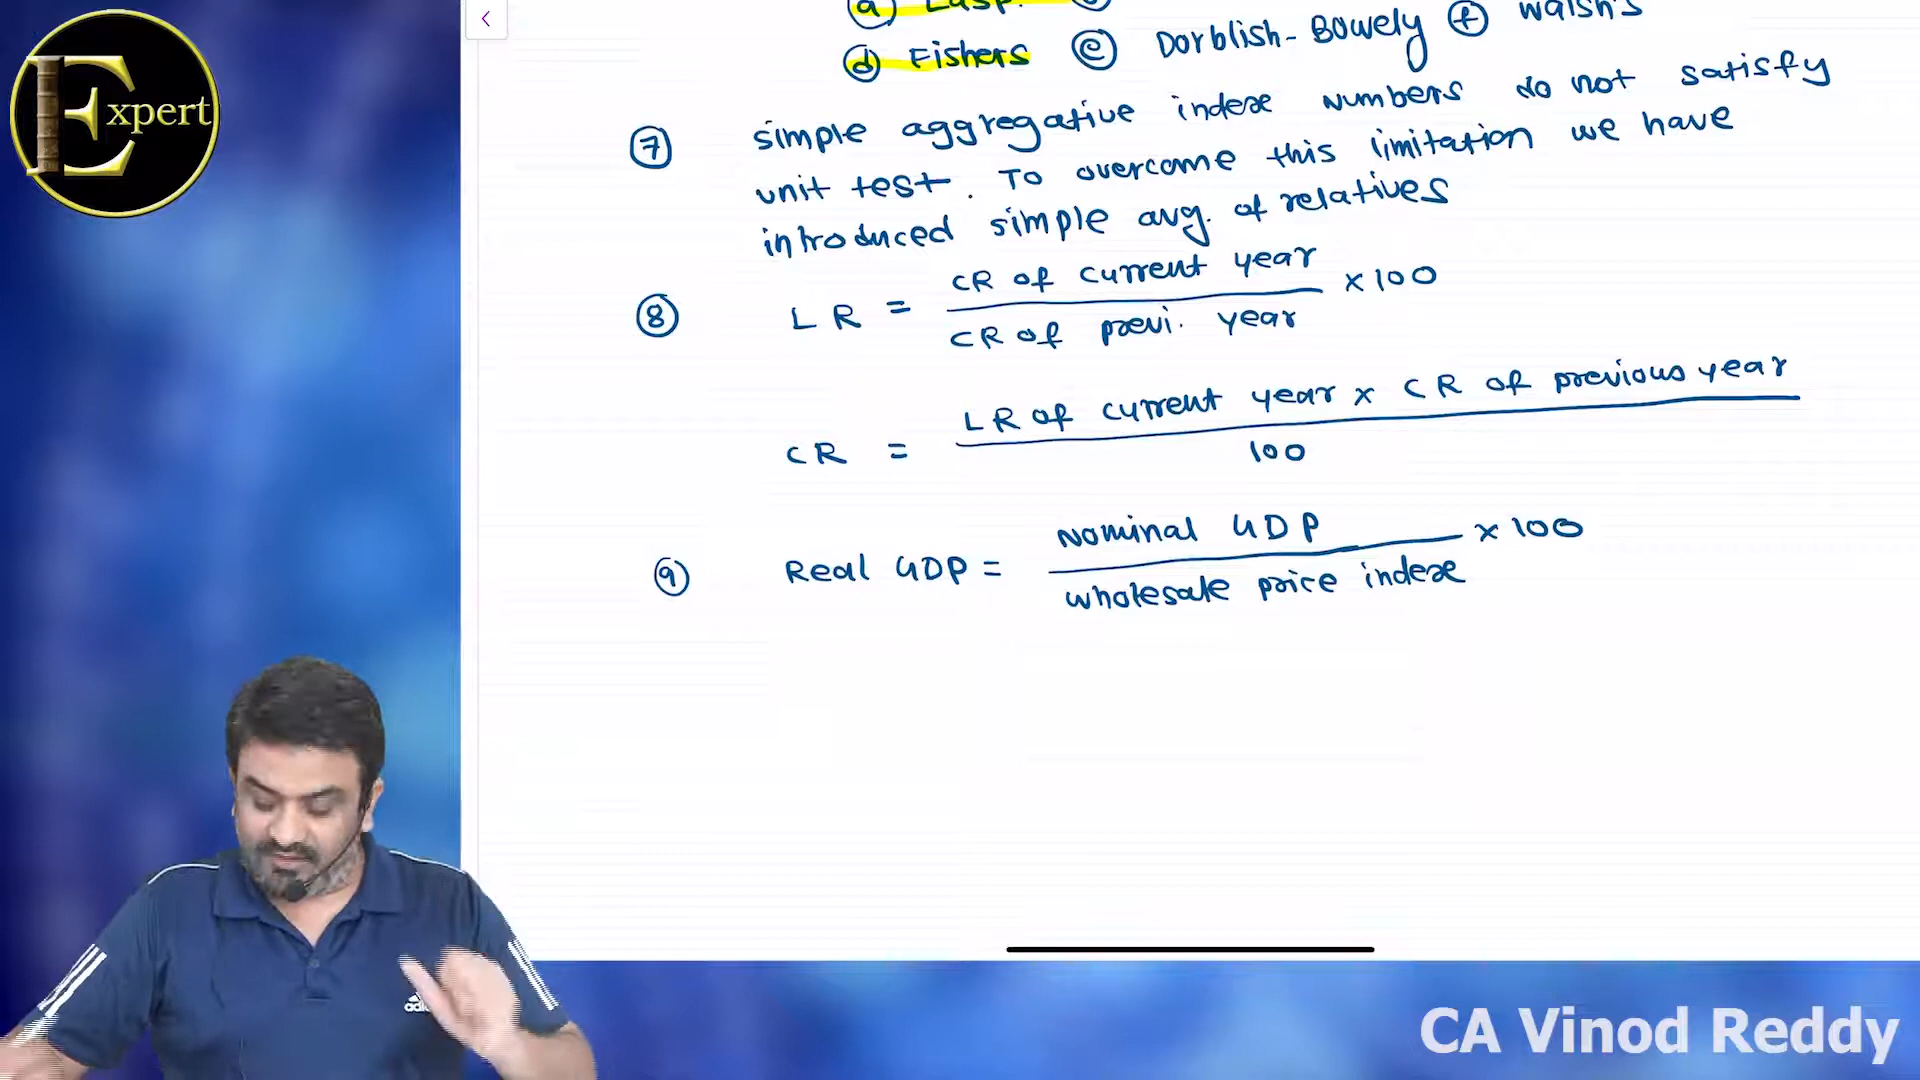 Expert
(a) Lasp.
(d) Fishers (e) Dorblish-Bowely (f) Walsh's
(7) simple aggregative index numbers do not satisfy
unit test. To overcome this limitation we have
introduced simple avg. of relatives
(8) LR = CR of current year / CR of previ. year × 100
CR = LR of current year × CR of previous year / 100
(9) Real GDP = Nominal GDP / wholesale price index × 100
adidas
CA Vinod Reddy